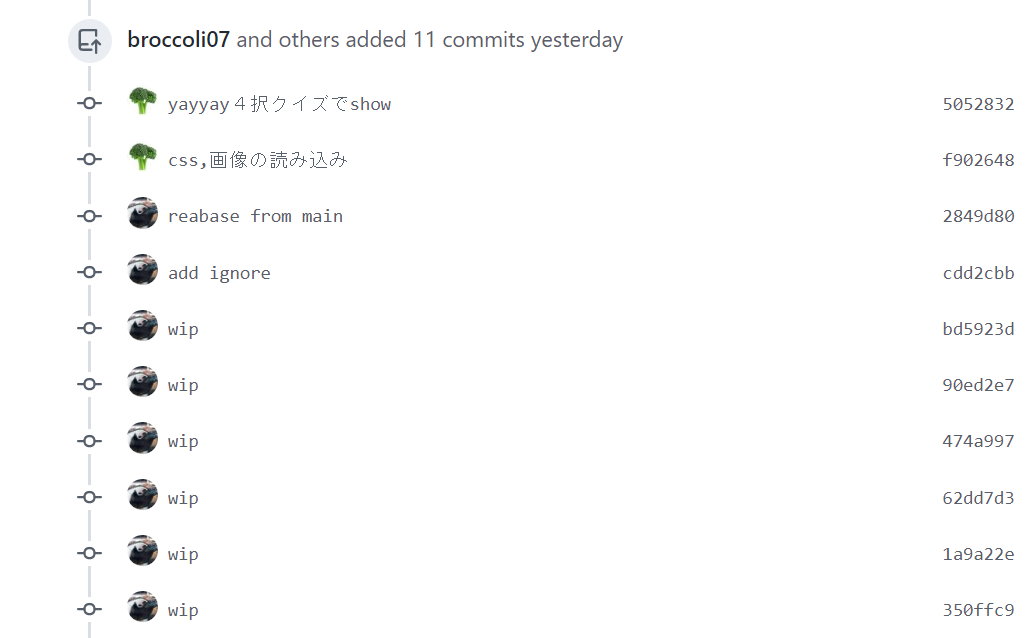 broccoli07 and others added 11 commits yesterday
yayyay４択クイズでshow 5052832
css,画像の読み込み f902648
reabase from main 2849d80
add ignore cdd2cbb
wip bd5923d
wip 90ed2e7
wip 474a997
wip 62dd7d3
wip 1a9a22e
wip 350ffc9